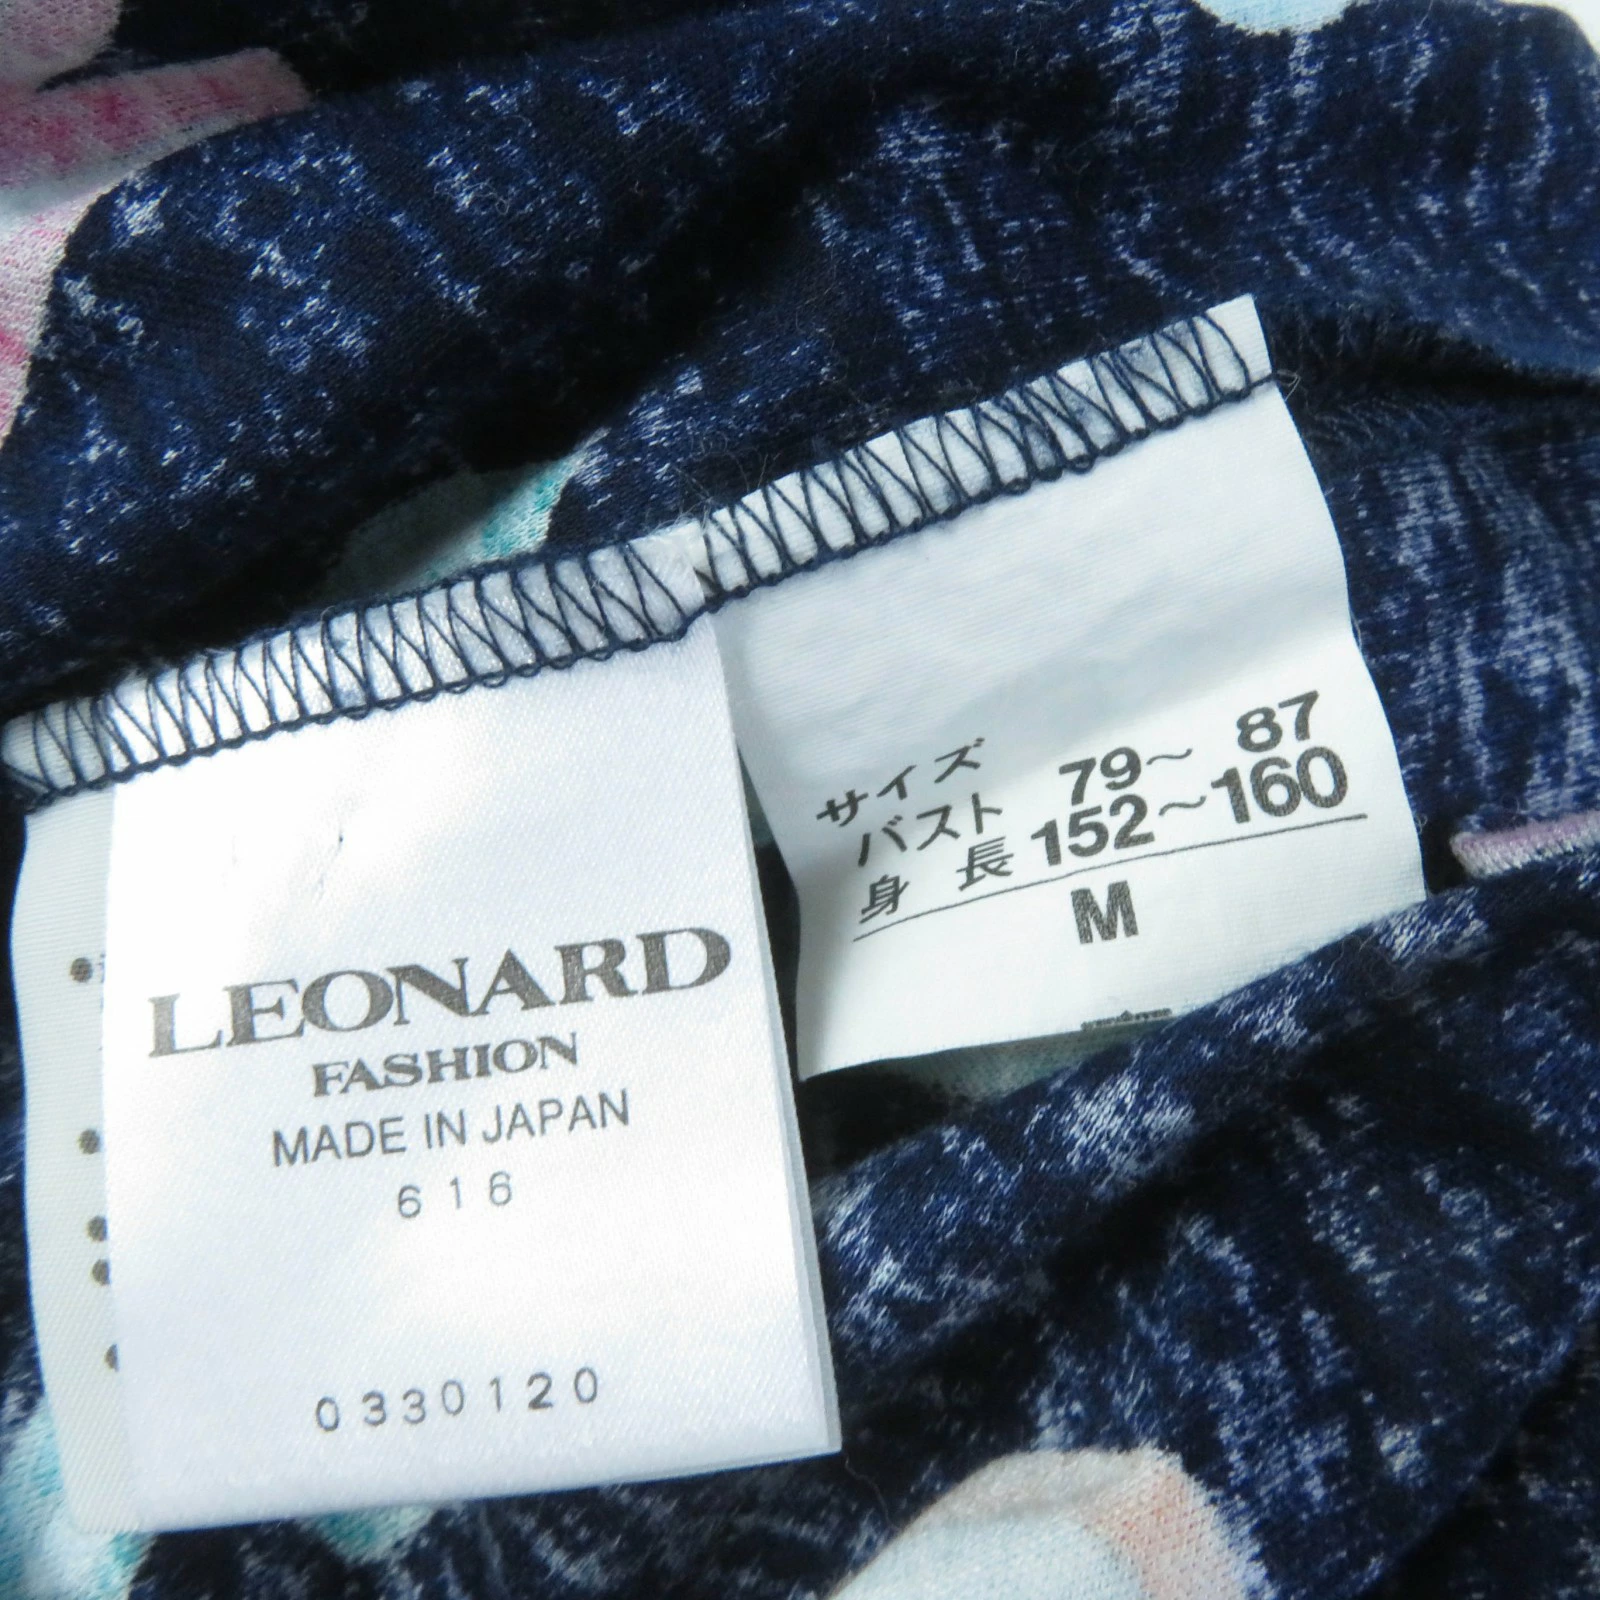 LEONARD
FASHION
MADE IN JAPAN
616
0330120
サイズ
バスト 79〜 87
身 長 152〜160
M